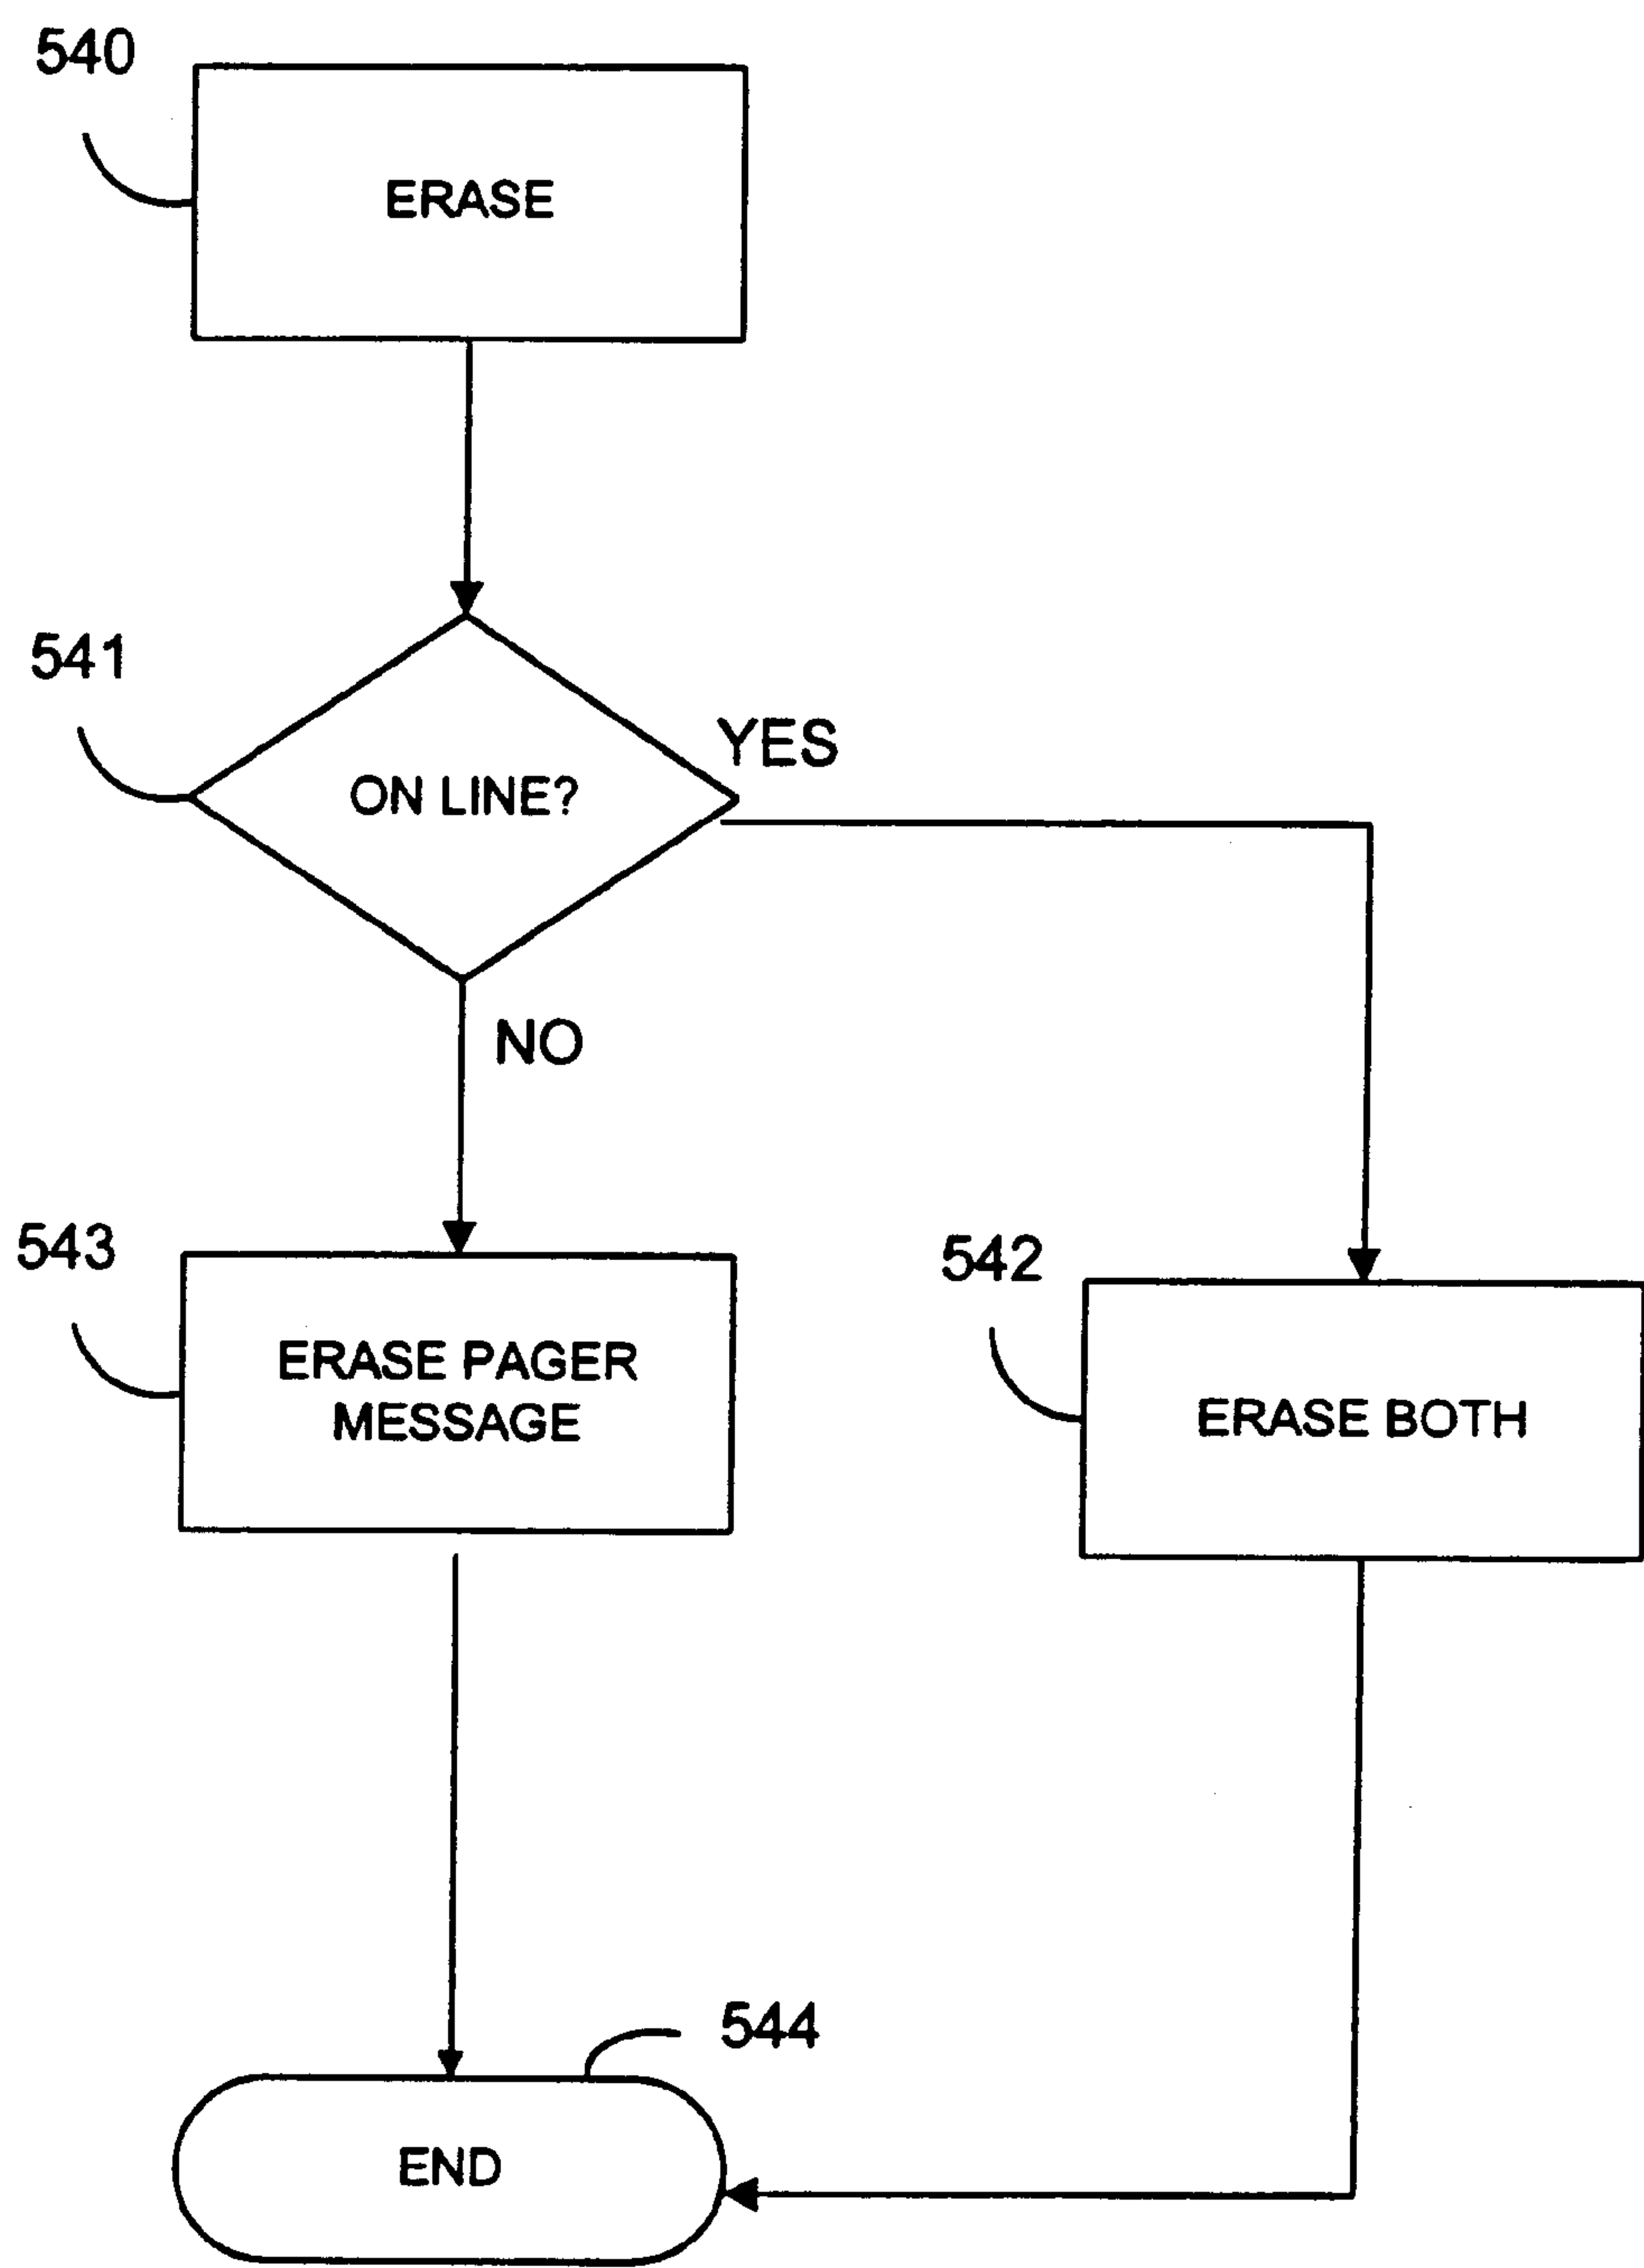 540
ERASE
541
YES
ON LINE?
NO
543
542
ERASE PAGER
MESSAGE
ERASE BOTH
544
END